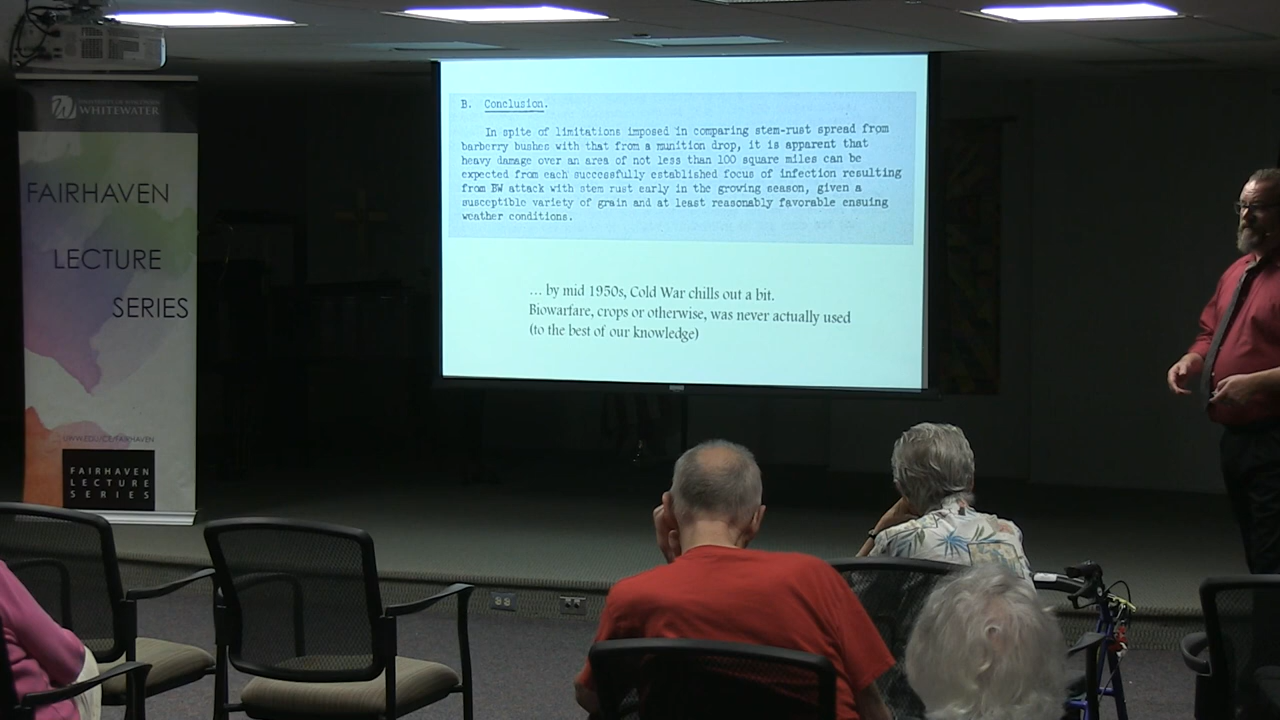 UNIVERSITY OF WISCONSIN
WHITEWATER
FAIRHAVEN
LECTURE
SERIES
FAIRHAVEN
LECTURE
SERIES
B. Conclusion.
In spite of limitations imposed in comparing stem-rust spread from
barberry bushes with that from a munition drop, it is apparent that
heavy damage over an area of not less than 100 square miles can be
expected from each successfully established focus of infection resulting
from BW attack with stem rust early in the growing season, given a
susceptible variety of grain and at least reasonably favorable ensuing
weather conditions.
... by mid 1950s, Cold War chills out a bit.
Biowarfare, crops or otherwise, was never actually used
(to the best of our knowledge)